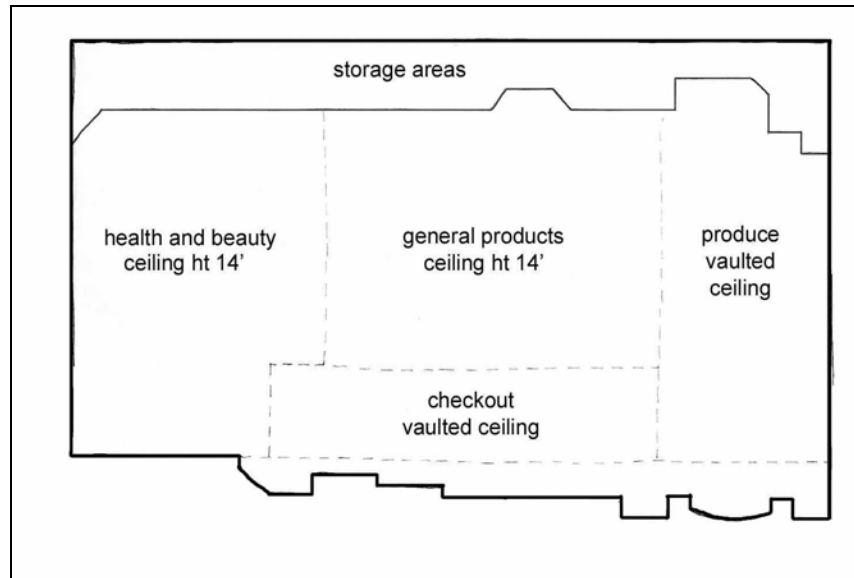 storage areas
health and beauty
ceiling ht 14’
general products
ceiling ht 14’
produce
vaulted
ceiling
checkout
vaulted ceiling